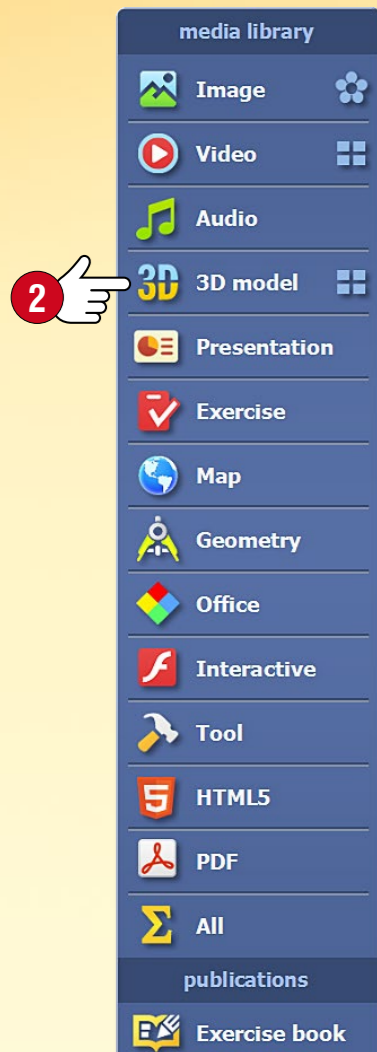 media library
Image
Video
Audio
2
3D 3D model
Presentation
Exercise
Map
Geometry
Office
Interactive
Tool
5 HTML5
PDF
Σ All
publications
Exercise book